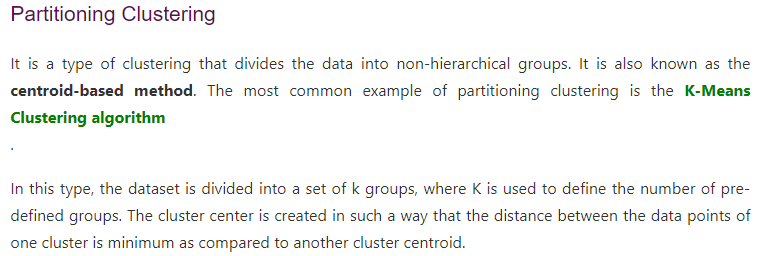 Partitioning Clustering
It is a type of clustering that divides the data into non-hierarchical groups. It is also known as the
centroid-based method. The most common example of partitioning clustering is the K-Means
Clustering algorithm
.
In this type, the dataset is divided into a set of k groups, where K is used to define the number of pre-
defined groups. The cluster center is created in such a way that the distance between the data points of
one cluster is minimum as compared to another cluster centroid.